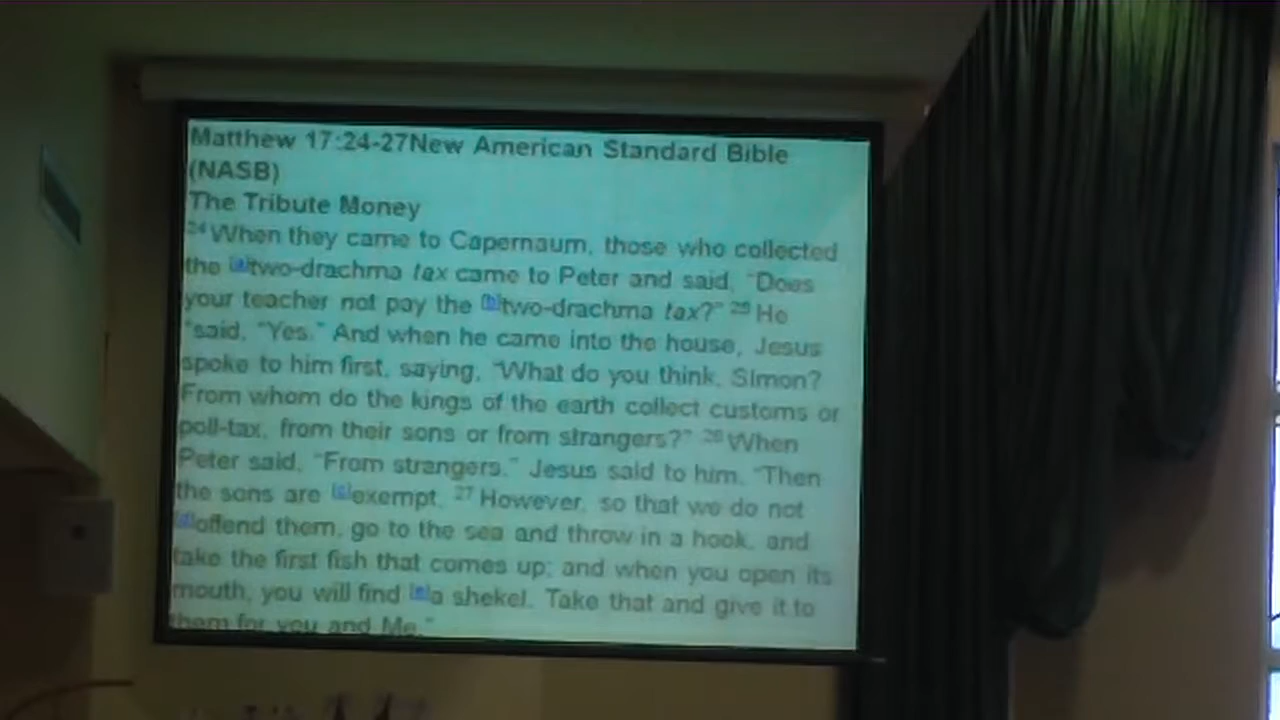 Matthew 17:24-27New American Standard Bible
(NASB)
The Tribute Money
24 When they came to Capernaum, those who collected
the [a]two-drachma tax came to Peter and said, "Does
your teacher not pay the [b]two-drachma tax?" 25 He
*said, "Yes." And when he came into the house, Jesus
spoke to him first, saying, "What do you think, Simon?
From whom do the kings of the earth collect customs or
poll-tax, from their sons or from strangers?" 26 When
Peter said, "From strangers," Jesus said to him, "Then
the sons are [c]exempt. 27 However, so that we do not
[d]offend them, go to the sea and throw in a hook, and
take the first fish that comes up; and when you open its
mouth, you will find [e]a shekel. Take that and give it to
them for you and Me."